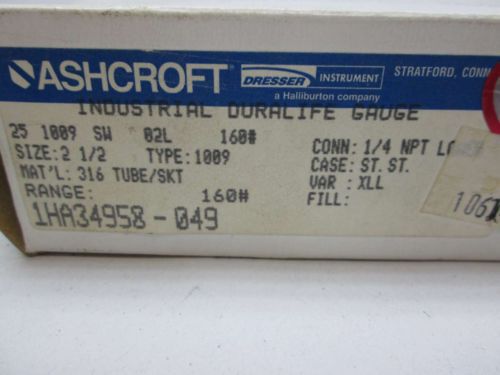 ASHCROFT
DRESSER INSTRUMENT
a Halliburton company
STRATFORD, CONN
INDUSTRIAL DURALIFE GAUGE
25 1009 SW 02L 160#
SIZE:2 1/2 TYPE:1009
MAT'L: 316 TUBE/SKT
RANGE: 160#
1HA34958-049
CONN: 1/4 NPT
CASE: ST. ST.
VAR : XLL
FILL: